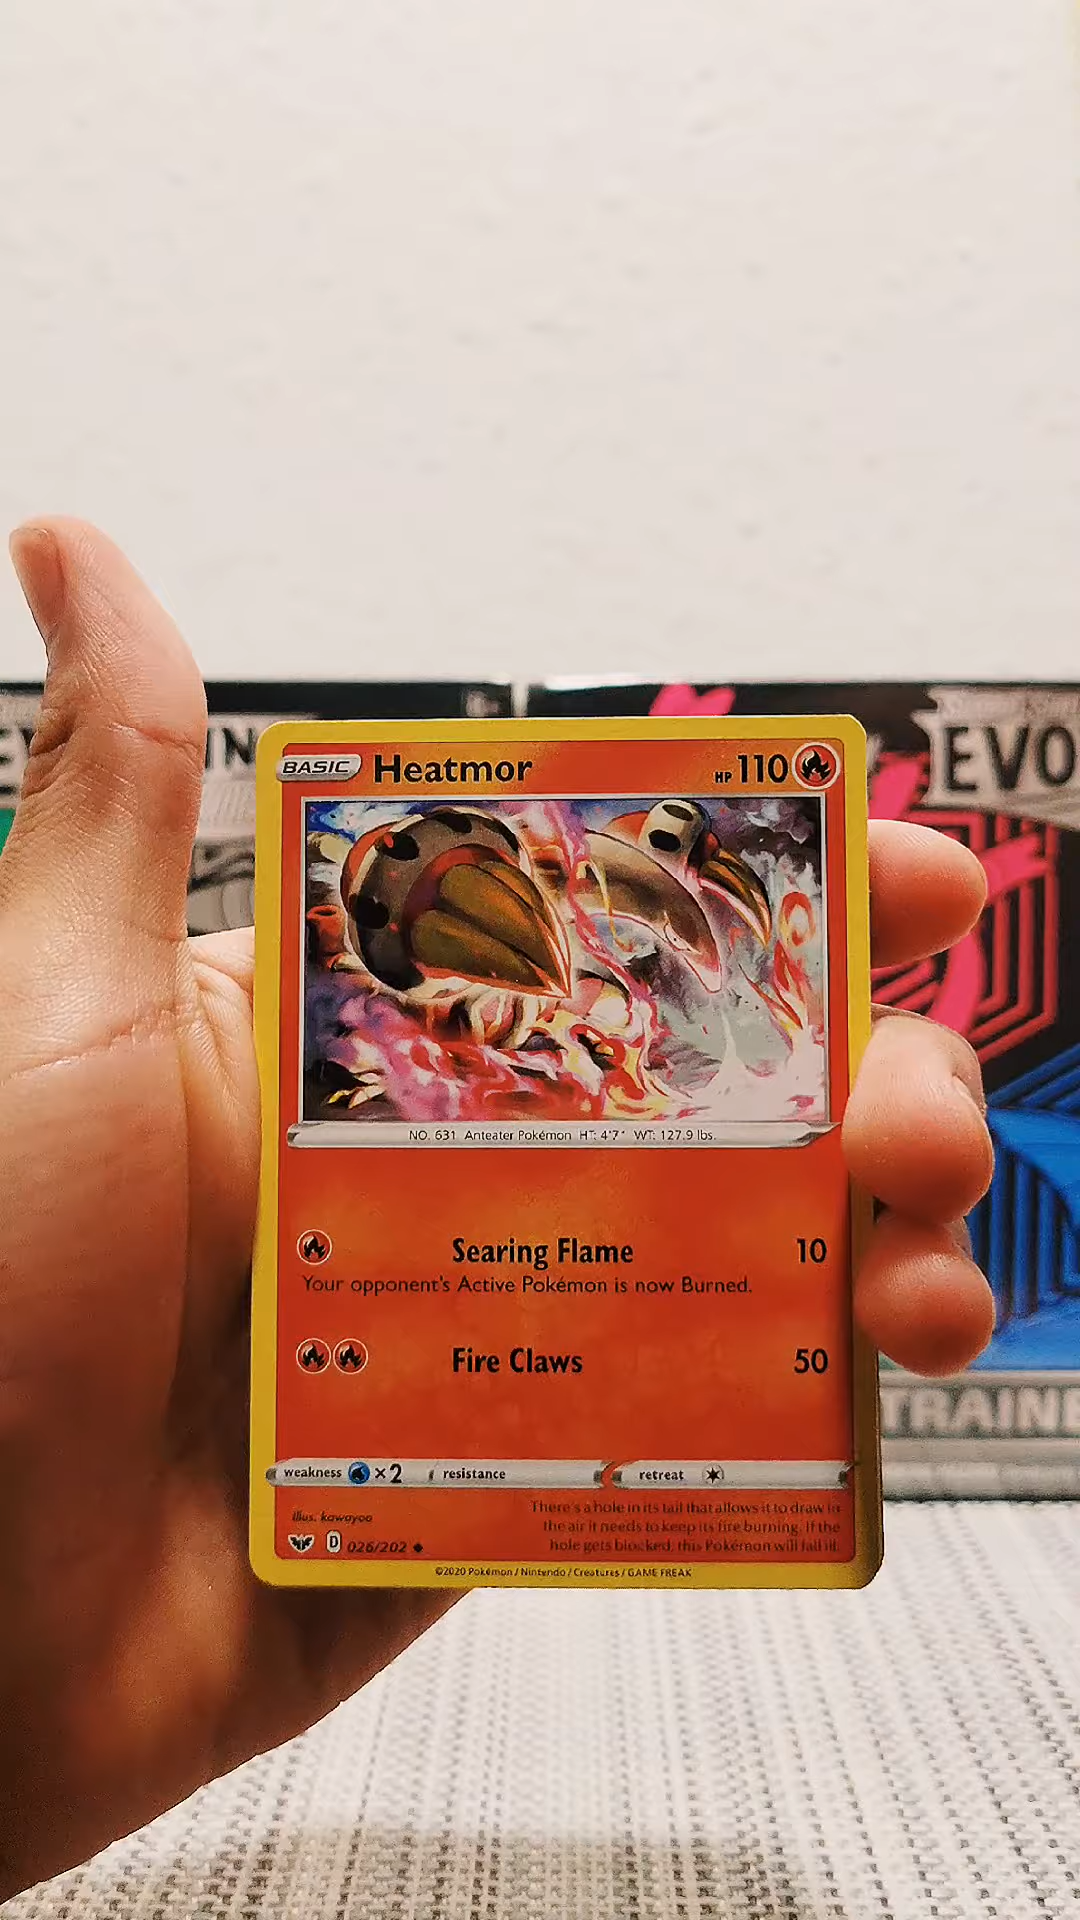 EVO
BASIC Heatmor HP 110
NO. 631 Anteater Pokémon HT: 4'7" WT: 127.9 lbs.
Searing Flame 10
Your opponent's Active Pokémon is now Burned.
Fire Claws 50
weakness ×2 resistance retreat
There's a hole in its tail that allows it to draw in
the air it needs to keep its fire burning. If the
hole gets blocked, this Pokémon will fall ill.
illus. kawayoo
D 026/202
©2020 Pokémon / Nintendo / Creatures / GAME FREAK
TRAINE